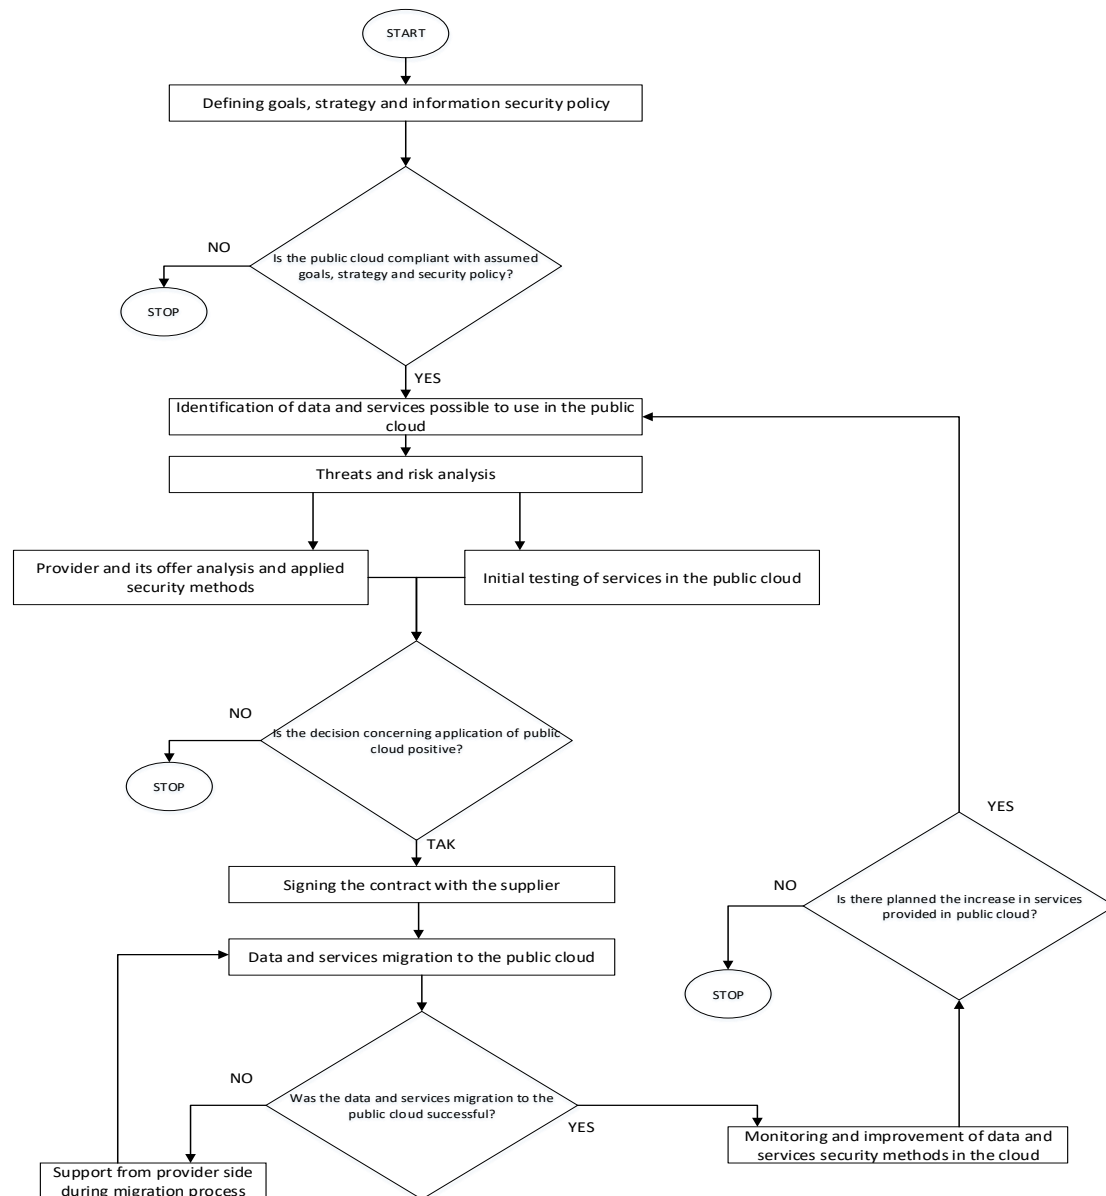 START
Defining goals, strategy and information security policy
NO
Is the public cloud compliant with assumed
goals, strategy and security policy?
STOP
YES
Identification of data and services possible to use in the public
cloud
Threats and risk analysis
Provider and its offer analysis and applied
security methods
Initial testing of services in the public cloud
NO
Is the decision concerning application of public
cloud positive?
STOP
TAK
Signing the contract with the supplier
Data and services migration to the public cloud
NO
Was the data and services migration to the
public cloud successful?
YES
Support from provider side
during migration process
Monitoring and improvement of data and
services security methods in the cloud
YES
NO
Is there planned the increase in services
provided in public cloud?
STOP